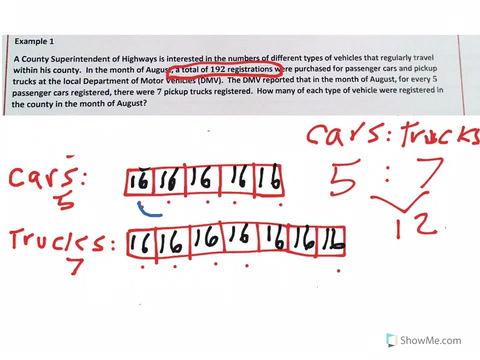 Example 1
A County Superintendent of Highways is interested in the numbers of different types of vehicles that regularly travel
within his county. In the month of August, a total of 192 registrations were purchased for passenger cars and pickup
trucks at the local Department of Motor Vehicles (DMV). The DMV reported that in the month of August, for every 5
passenger cars registered, there were 7 pickup trucks registered. How many of each type of vehicle were registered in
the county in the month of August?
cars: Trucks
5 : 7
12
Cars: 16 16 16 16 16
5
Trucks: 16 16 16 16 16 16 16
7
ShowMe.com